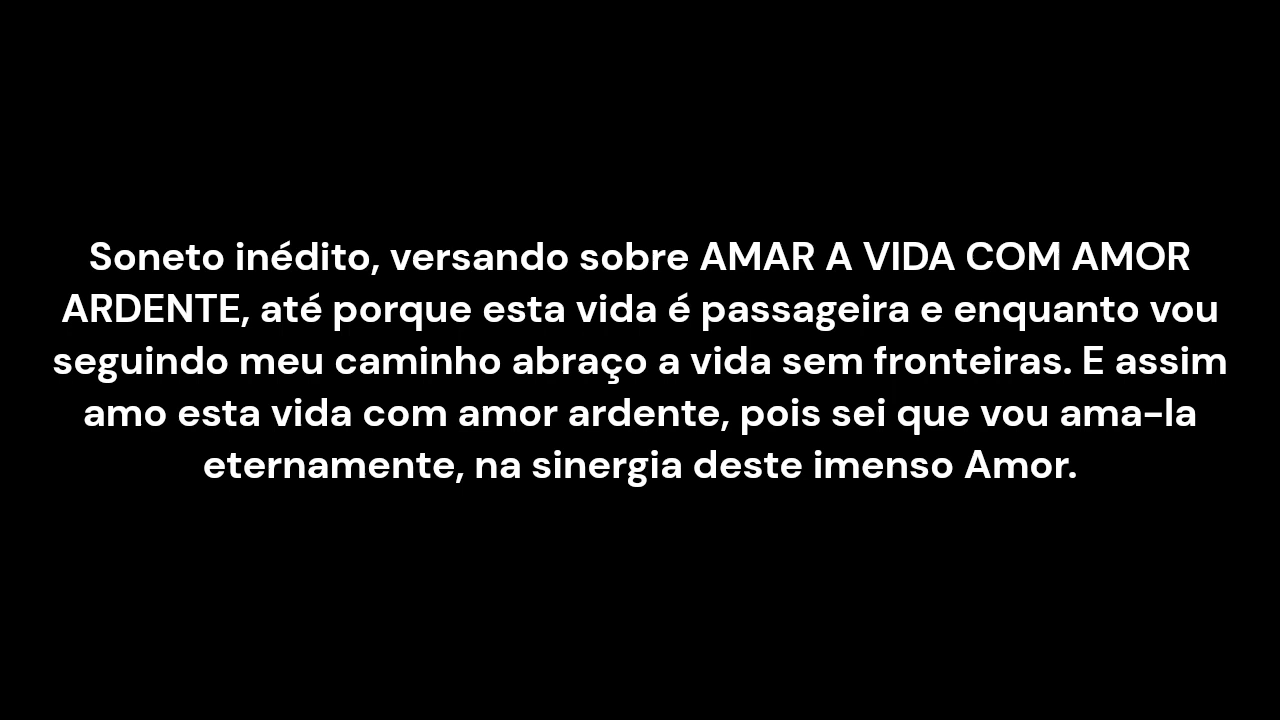 Soneto inédito, versando sobre AMAR A VIDA COM AMOR
ARDENTE, até porque esta vida é passageira e enquanto vou
seguindo meu caminho abraço a vida sem fronteiras. E assim
amo esta vida com amor ardente, pois sei que vou ama-la
eternamente, na sinergia deste imenso Amor.